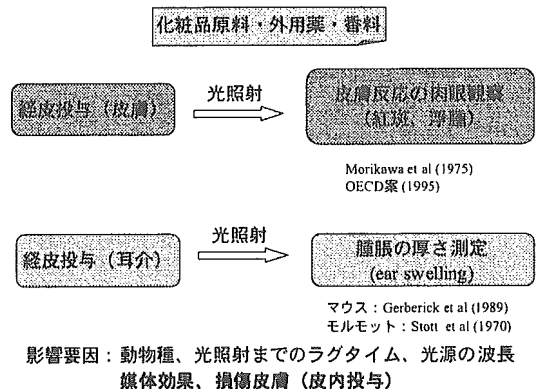 化粧品原料・外用薬・香料
経皮投与（皮膚）
光照射
皮膚反応の肉眼観察
（紅斑、浮腫）
Morikawa et al (1975)
OECD案 (1995)
経皮投与（耳介）
光照射
腫脹の厚さ測定
(ear swelling)
マウス：Gerberick et al (1989)
モルモット：Stott et al (1970)
影響要因：動物種、光照射までのラグタイム、光源の波長
媒体効果、損傷皮膚（皮内投与）